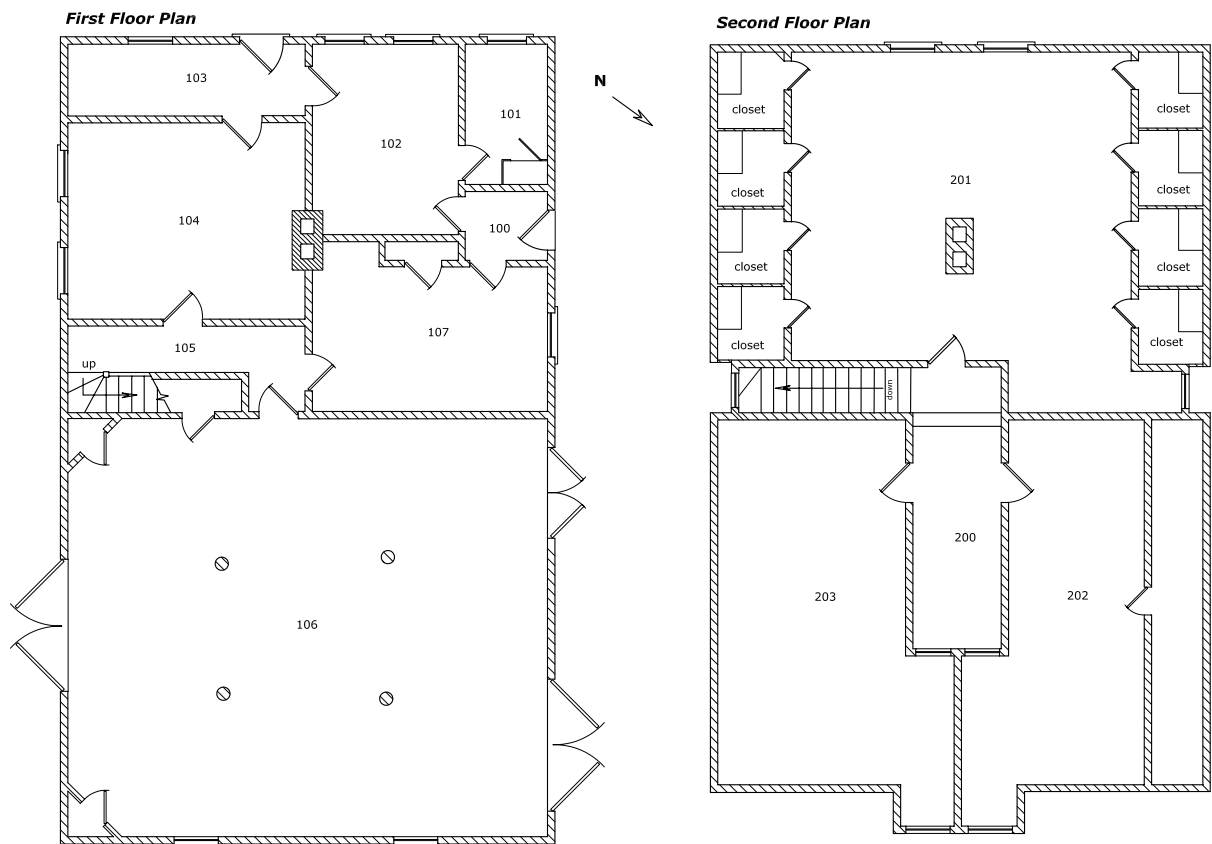 First Floor Plan
103
101
102
104
100
107
105
up
106
N
Second Floor Plan
closet
closet
closet
closet
201
closet
closet
closet
closet
down
200
203
202